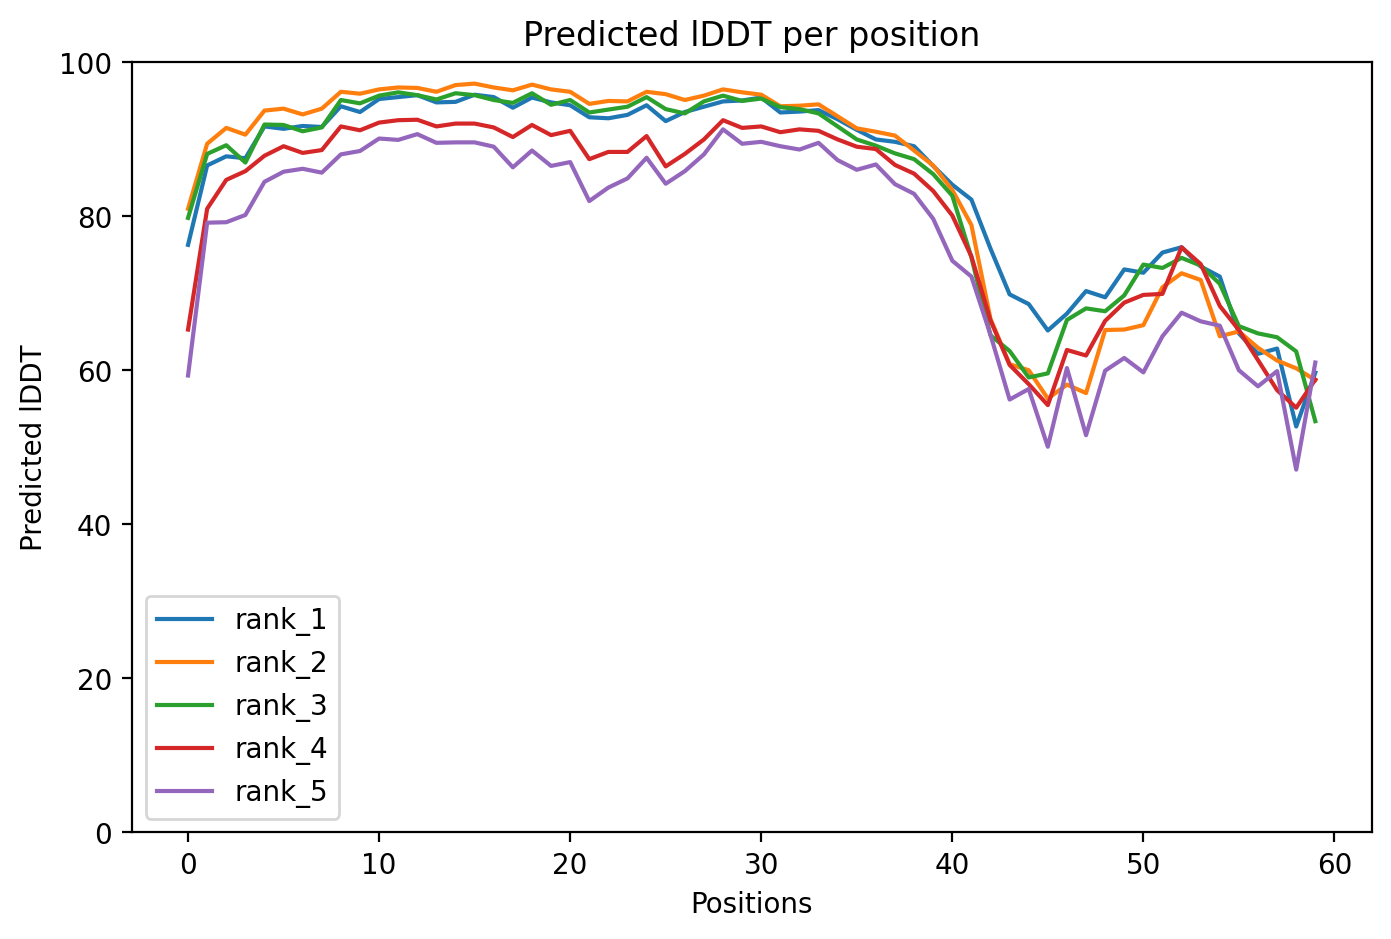 Predicted lDDT per position
100
80
60
40
20
0
Predicted lDDT
rank_1
rank_2
rank_3
rank_4
rank_5
0 10 20 30 40 50 60
Positions